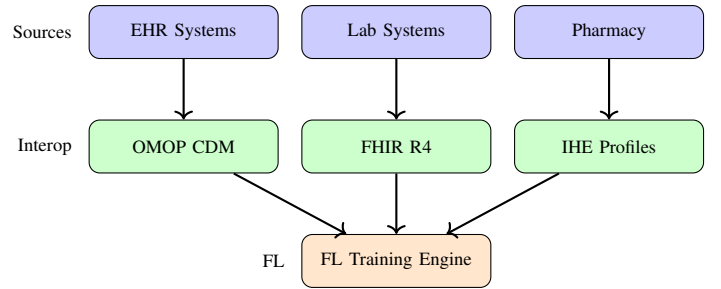 Sources
EHR Systems
Lab Systems
Pharmacy
Interop
OMOP CDM
FHIR R4
IHE Profiles
FL
FL Training Engine